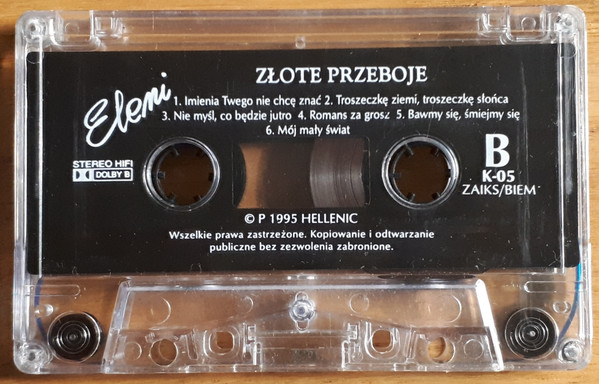 ZŁOTE PRZEBOJE
Eleni
1. Imienia Twego nie chcę znać 2. Troszeczkę ziemi, troszeczkę słońca
3. Nie myśl, co będzie jutro 4. Romans za grosz 5. Bawmy się, śmiejmy się
6. Mój mały świat
STEREO HIFI
DOLBY B
B
K-05
ZAIKS/BIEM
© P 1995 HELLENIC
Wszelkie prawa zastrzeżone. Kopiowanie i odtwarzanie
publiczne bez zezwolenia zabronione.